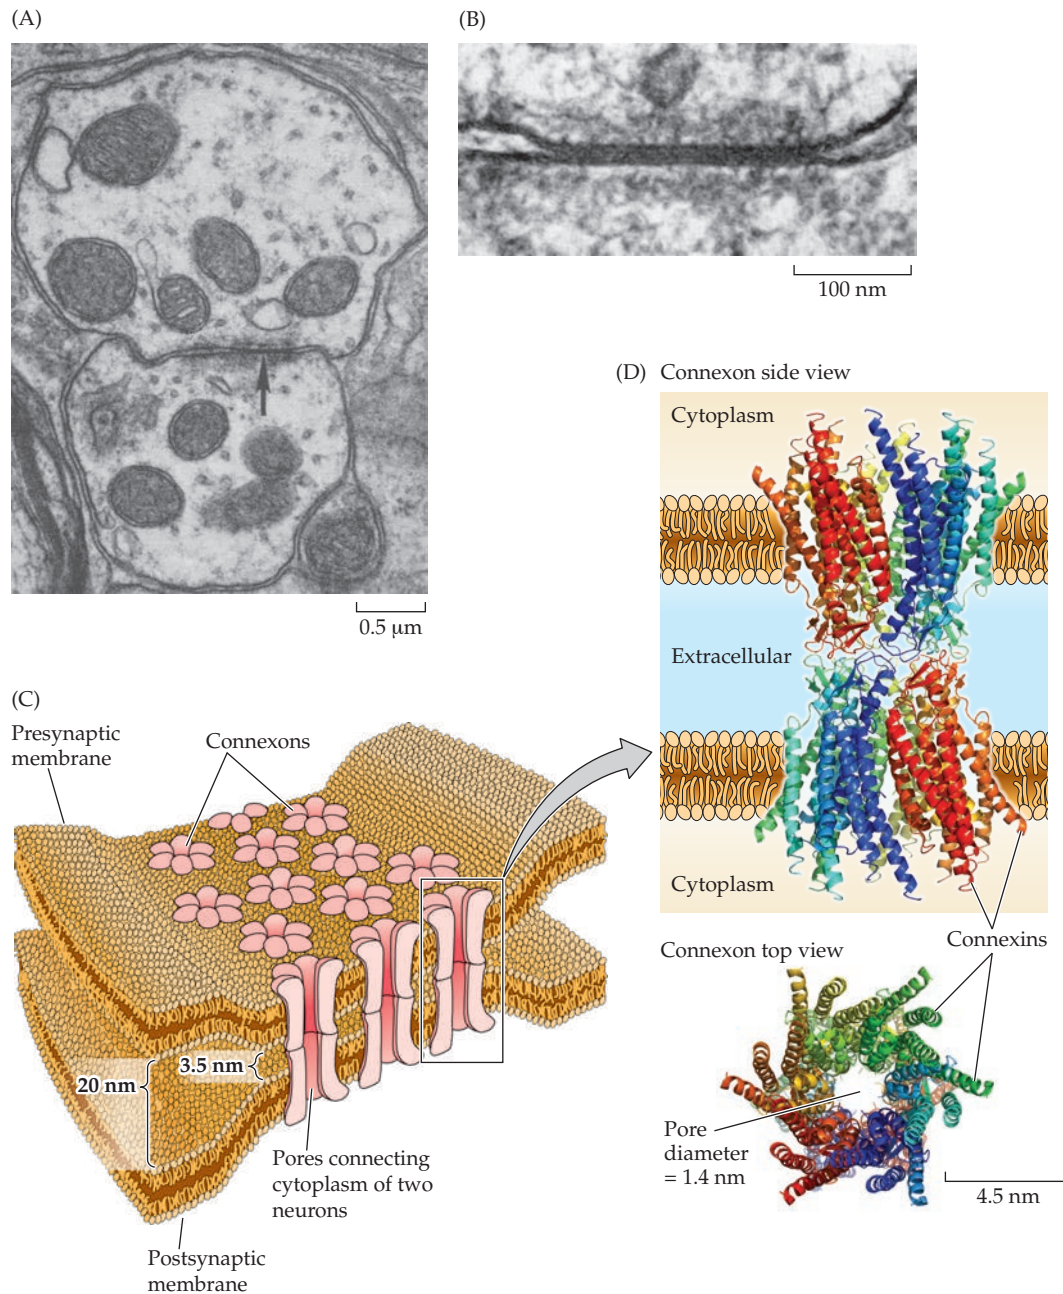 (A)
0.5 μm
(B)
100 nm
(C)
Presynaptic
membrane
Connexons
20 nm
3.5 nm
Pores connecting
cytoplasm of two
neurons
Postsynaptic
membrane
(D) Connexon side view
Cytoplasm
Extracellular
Cytoplasm
Connexins
Connexon top view
Pore
diameter
= 1.4 nm
4.5 nm